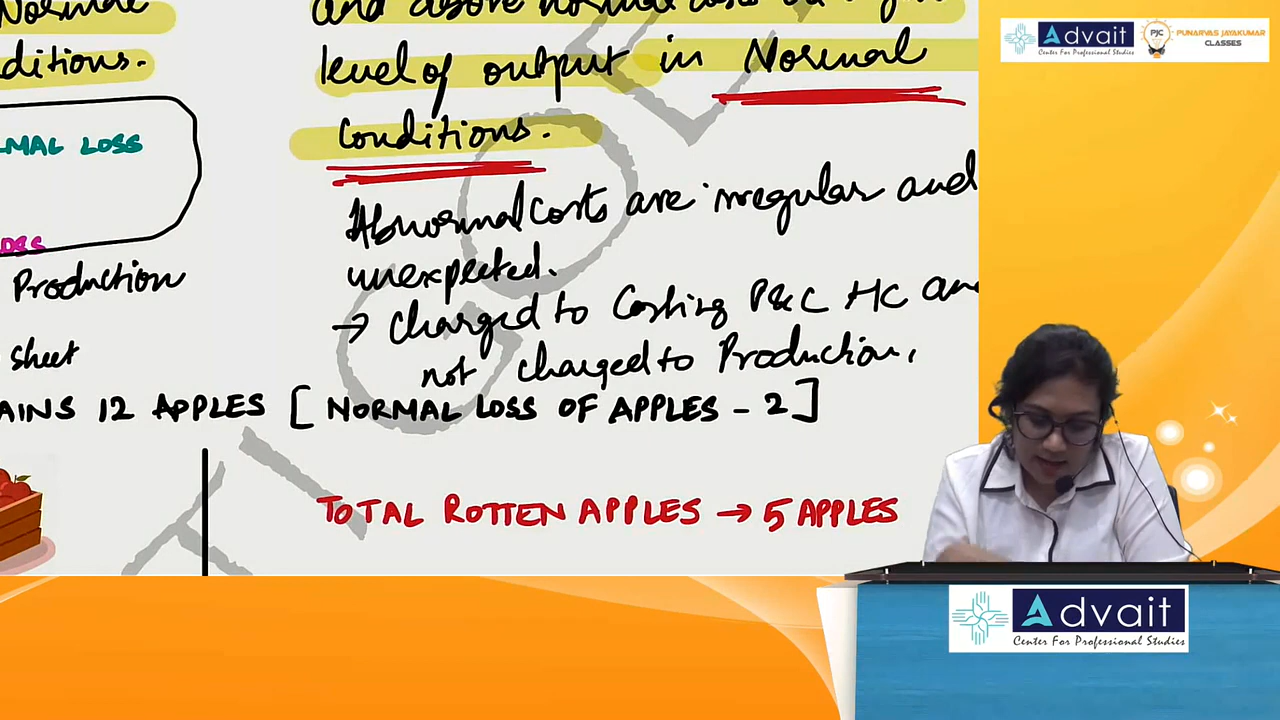 Normal
ditions.
RMAL LOSS
LOSS
Production
Sheet
and above normal cost at a given
level of output in Normal
Conditions.
Abnormal Costs are irregular and
unexpected.
→ Charged to Costing P&L A/C and
not charged to Production.
AINS 12 APPLES [NORMAL LOSS OF APPLES - 2]
TOTAL ROTTEN APPLES → 5 APPLES
Advait
Center For Professional Studies
PJC
PUNARVAS JAYAKUMAR
CLASSES
Advait
Center For Professional Studies